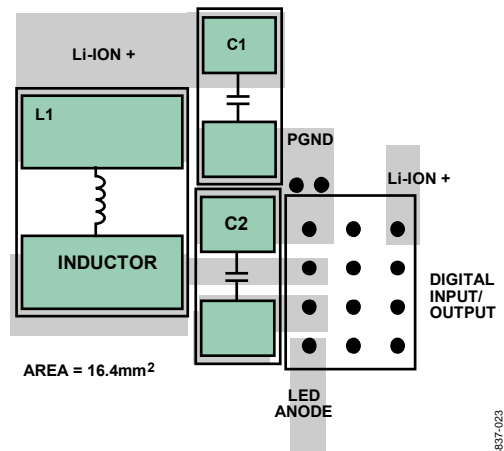 Li-ION +
C1
L1
PGND
Li-ION +
C2
INDUCTOR
DIGITAL
INPUT/
OUTPUT
AREA = 16.4mm2
LED
ANODE
837-023